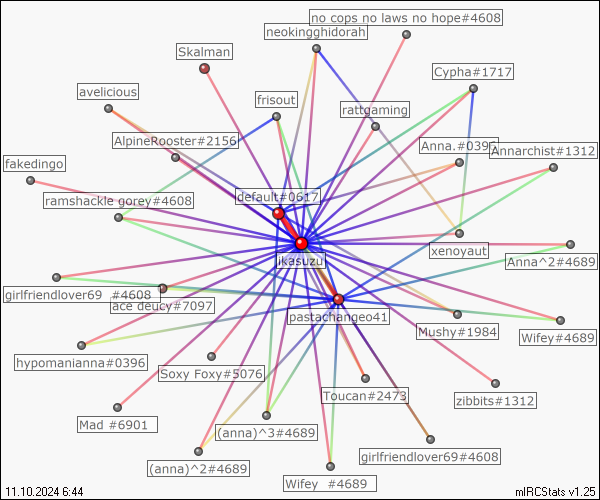 no cops no laws no hope#4608
neokingghidorah
Skalman
Cypha#1717
avelicious
frisout
rattgaming
AlpineRooster#2156
Anna.#0396
Annarchist#1312
fakedingo
default#0617
ramshackle gorey#4608
xenoyaut
ikasuzu
Anna^2#4689
girlfriendlover69 #4608
ace deucy#7097
pastachangeo41
Mushy#1984
Wifey#4689
hypomanianna#0396
Soxy Foxy#5076
Toucan#2473
zibbits#1312
Mad #6901
(anna)^3#4689
(anna)^2#4689
girlfriendlover69#4608
Wifey #4689
11.10.2024 6:44
mIRCStats v1.25